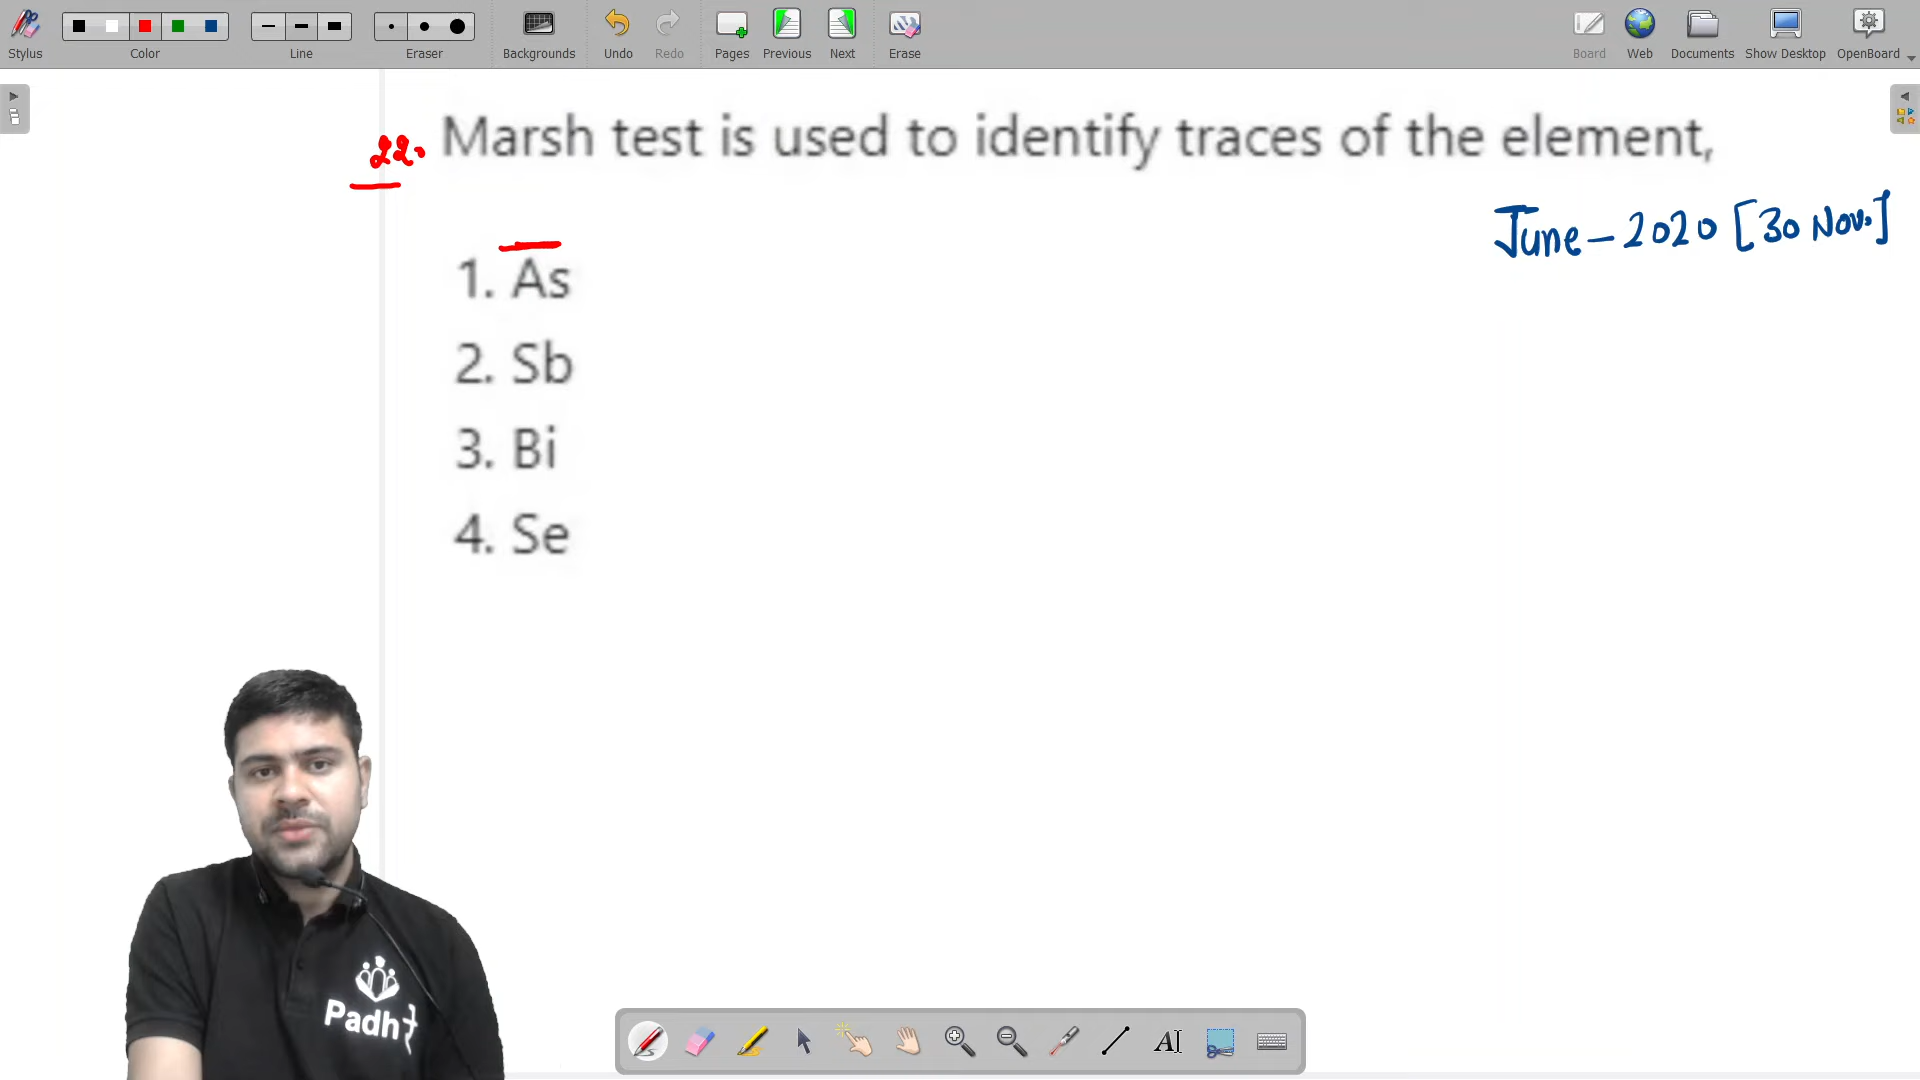 Stylus Color Line Eraser Backgrounds Undo Redo Pages Previous Next Erase Board Web Documents Show Desktop OpenBoard
22. Marsh test is used to identify traces of the element,
June-2020 [30 Nov.]
1. As
2. Sb
3. Bi
4. Se
Padh
AI